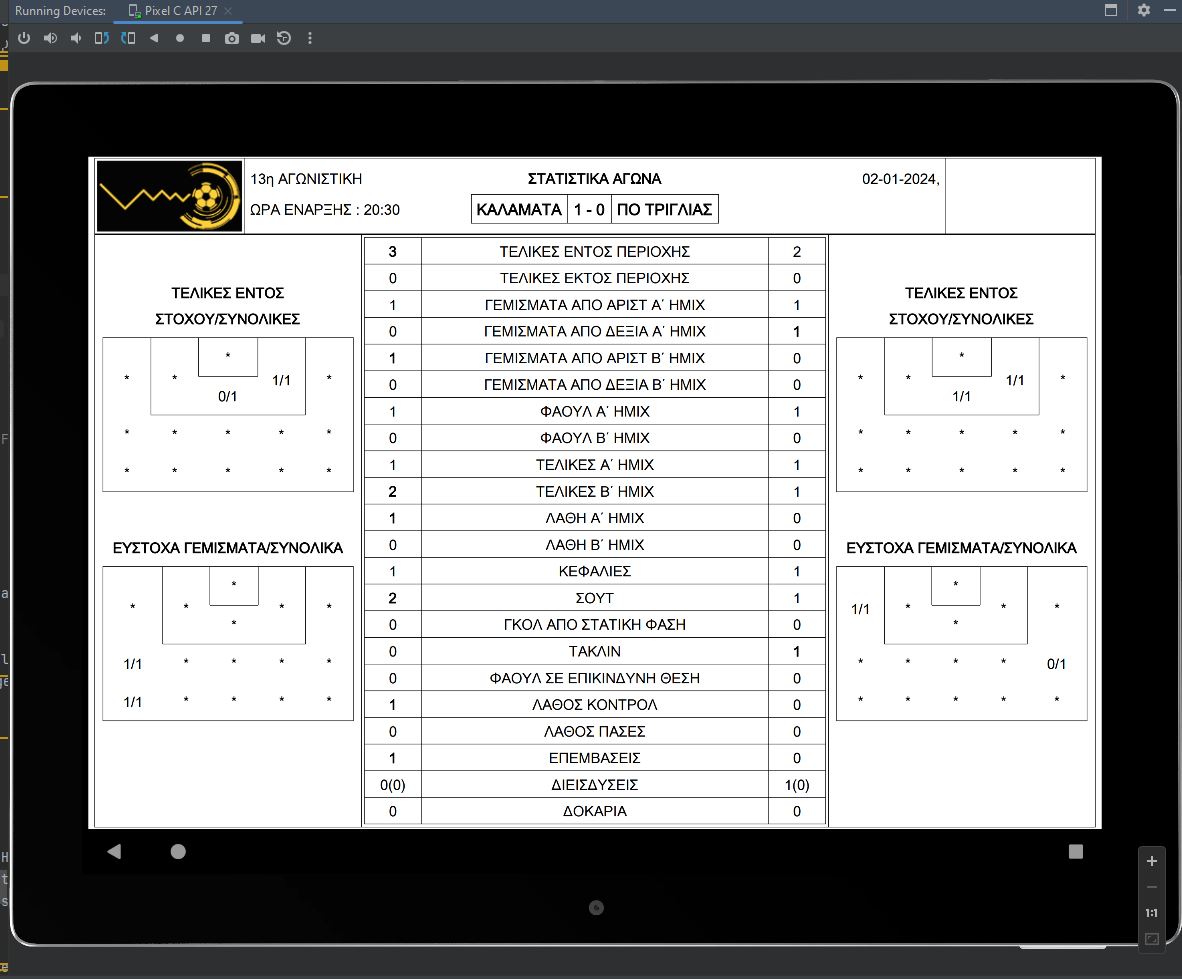 Running Devices:
Pixel C API 27
13η ΑΓΩΝΙΣΤΙΚΗ
ΣΤΑΤΙΣΤΙΚΑ ΑΓΩΝΑ
02-01-2024,
ΩΡΑ ΕΝΑΡΞΗΣ : 20:30
ΚΑΛΑΜΑΤΑ 1 - 0 ΠΟ ΤΡΙΓΛΙΑΣ
ΤΕΛΙΚΕΣ ΕΝΤΟΣ
ΣΤΟΧΟΥ/ΣΥΝΟΛΙΚΕΣ
*
* * 1/1 *
0/1
* * * * *
* * * * *
ΕΥΣΤΟΧΑ ΓΕΜΙΣΜΑΤΑ/ΣΥΝΟΛΙΚΑ
*
* * * *
*
1/1 * * * *
1/1 * * * *
3 ΤΕΛΙΚΕΣ ΕΝΤΟΣ ΠΕΡΙΟΧΗΣ 2
0 ΤΕΛΙΚΕΣ ΕΚΤΟΣ ΠΕΡΙΟΧΗΣ 0
1 ΓΕΜΙΣΜΑΤΑ ΑΠΟ ΑΡΙΣΤ Α΄ ΗΜΙΧ 1
0 ΓΕΜΙΣΜΑΤΑ ΑΠΟ ΔΕΞΙΑ Α΄ ΗΜΙΧ 1
1 ΓΕΜΙΣΜΑΤΑ ΑΠΟ ΑΡΙΣΤ Β΄ ΗΜΙΧ 0
0 ΓΕΜΙΣΜΑΤΑ ΑΠΟ ΔΕΞΙΑ Β΄ ΗΜΙΧ 0
1 ΦΑΟΥΛ Α΄ ΗΜΙΧ 1
0 ΦΑΟΥΛ Β΄ ΗΜΙΧ 0
1 ΤΕΛΙΚΕΣ Α΄ ΗΜΙΧ 1
2 ΤΕΛΙΚΕΣ Β΄ ΗΜΙΧ 1
1 ΛΑΘΗ Α΄ ΗΜΙΧ 0
0 ΛΑΘΗ Β΄ ΗΜΙΧ 0
1 ΚΕΦΑΛΙΕΣ 1
2 ΣΟΥΤ 1
0 ΓΚΟΛ ΑΠΟ ΣΤΑΤΙΚΗ ΦΑΣΗ 0
0 ΤΑΚΛΙΝ 1
0 ΦΑΟΥΛ ΣΕ ΕΠΙΚΙΝΔΥΝΗ ΘΕΣΗ 0
1 ΛΑΘΟΣ ΚΟΝΤΡΟΛ 0
0 ΛΑΘΟΣ ΠΑΣΕΣ 0
1 ΕΠΕΜΒΑΣΕΙΣ 0
0(0) ΔΙΕΙΣΔΥΣΕΙΣ 1(0)
0 ΔΟΚΑΡΙΑ 0
ΤΕΛΙΚΕΣ ΕΝΤΟΣ
ΣΤΟΧΟΥ/ΣΥΝΟΛΙΚΕΣ
*
* * 1/1 *
1/1
* * * * *
* * * * *
ΕΥΣΤΟΧΑ ΓΕΜΙΣΜΑΤΑ/ΣΥΝΟΛΙΚΑ
*
1/1 * * *
*
* * * * 0/1
* * * * *
1:1